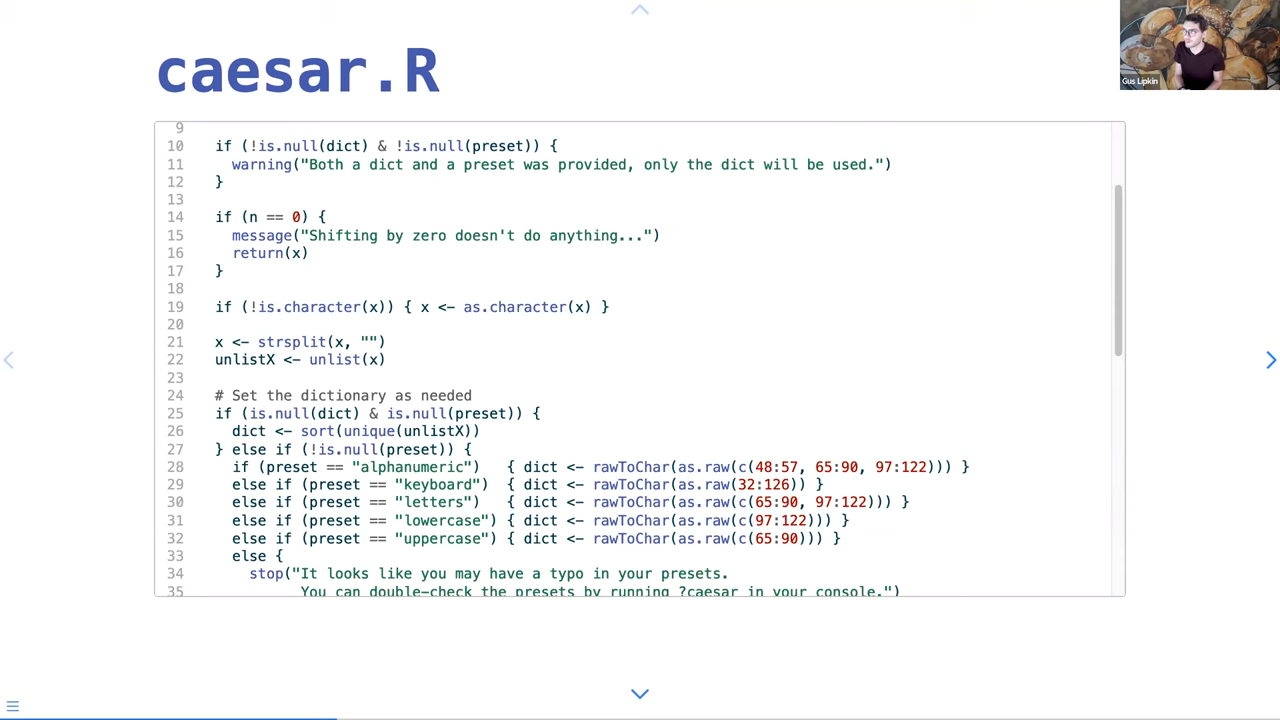 caesar.R
Gus Lipkin
9
10 if (!is.null(dict) & !is.null(preset)) {
11 warning("Both a dict and a preset was provided, only the dict will be used.")
12 }
13
14 if (n == 0) {
15 message("Shifting by zero doesn't do anything...")
16 return(x)
17 }
18
19 if (!is.character(x)) { x <- as.character(x) }
20
21 x <- strsplit(x, "")
22 unlistX <- unlist(x)
23
24 # Set the dictionary as needed
25 if (is.null(dict) & is.null(preset)) {
26 dict <- sort(unique(unlistX))
27 } else if (!is.null(preset)) {
28 if (preset == "alphanumeric") { dict <- rawToChar(as.raw(c(48:57, 65:90, 97:122))) }
29 else if (preset == "keyboard") { dict <- rawToChar(as.raw(32:126)) }
30 else if (preset == "letters") { dict <- rawToChar(as.raw(c(65:90, 97:122))) }
31 else if (preset == "lowercase") { dict <- rawToChar(as.raw(c(97:122))) }
32 else if (preset == "uppercase") { dict <- rawToChar(as.raw(c(65:90))) }
33 else {
34 stop("It looks like you may have a typo in your presets.
35 You can double-check the presets by running ?caesar in your console.")